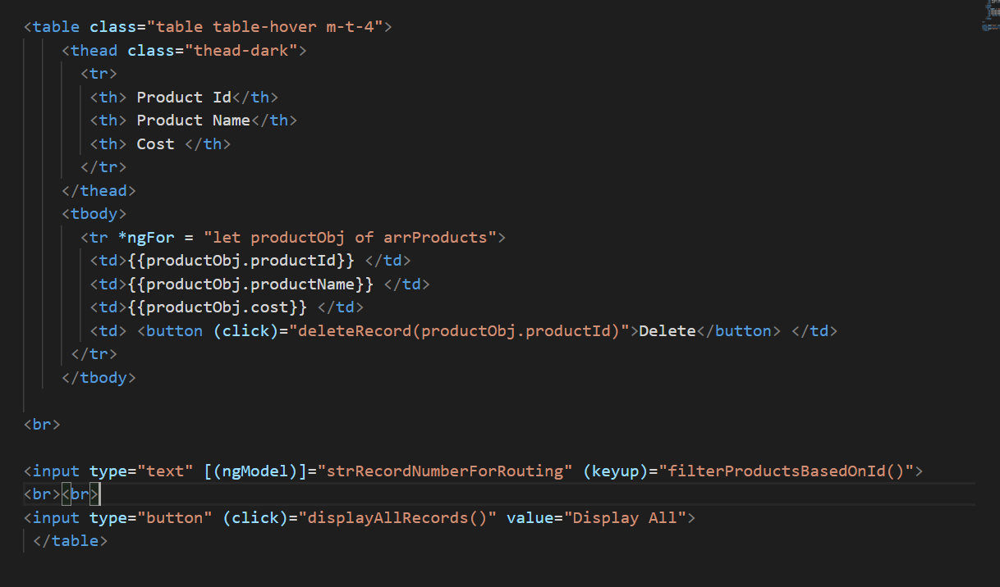 <table class="table table-hover m-t-4">
<thead class="thead-dark">
<tr>
<th> Product Id</th>
<th> Product Name</th>
<th> Cost </th>
</tr>
</thead>
<tbody>
<tr *ngFor = "let productObj of arrProducts">
<td>{{productObj.productId}} </td>
<td>{{productObj.productName}} </td>
<td>{{productObj.cost}} </td>
<td> <button (click)="deleteRecord(productObj.productId)">Delete</button> </td>
</tr>
</tbody>
<br>
<input type="text" [(ngModel)]="strRecordNumberForRouting" (keyup)="filterProductsBasedOnId()">
<br><br>
<input type="button" (click)="displayAllRecords()" value="Display All">
</table>